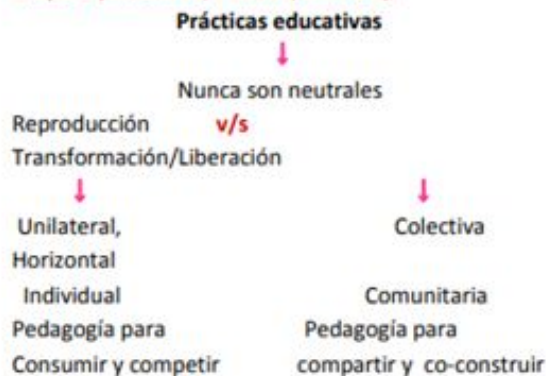 Prácticas educativas
Nunca son neutrales
Reproducción v/s
Transformación/Liberación
Unilateral, Colectiva
Horizontal
Individual Comunitaria
Pedagogía para Pedagogía para
Consumir y competir compartir y co-construir